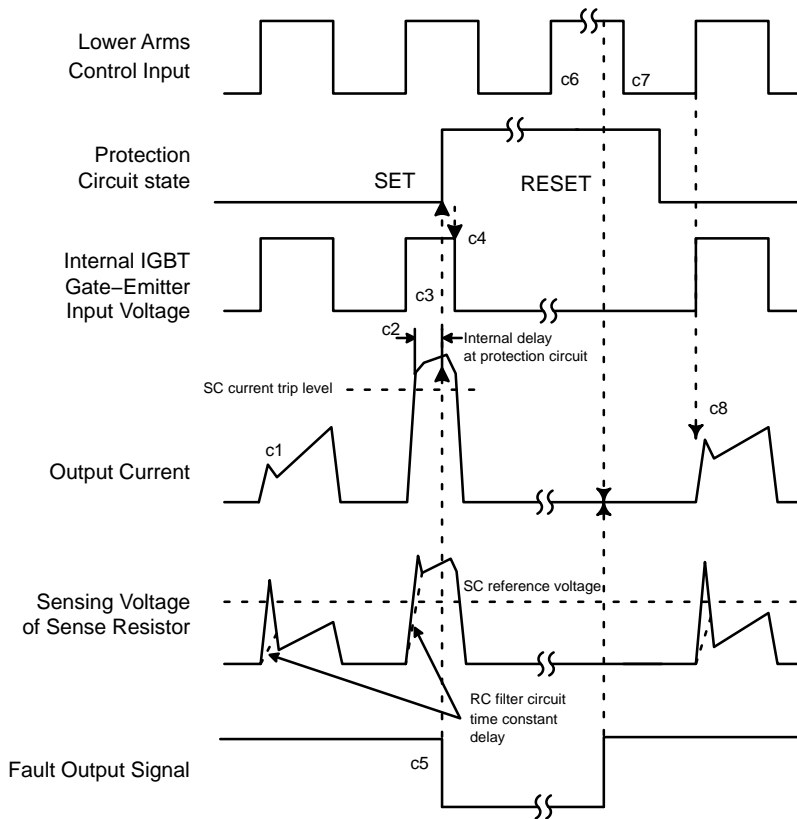 Lower Arms
Control Input
c6
c7
Protection
Circuit state
SET
RESET
c4
Internal IGBT
Gate−Emitter
Input Voltage
c3
c2
Internal delay
at protection circuit
SC current trip level
c1
c8
Output Current
SC reference voltage
Sensing Voltage
of Sense Resistor
RC filter circuit
time constant
delay
Fault Output Signal
c5